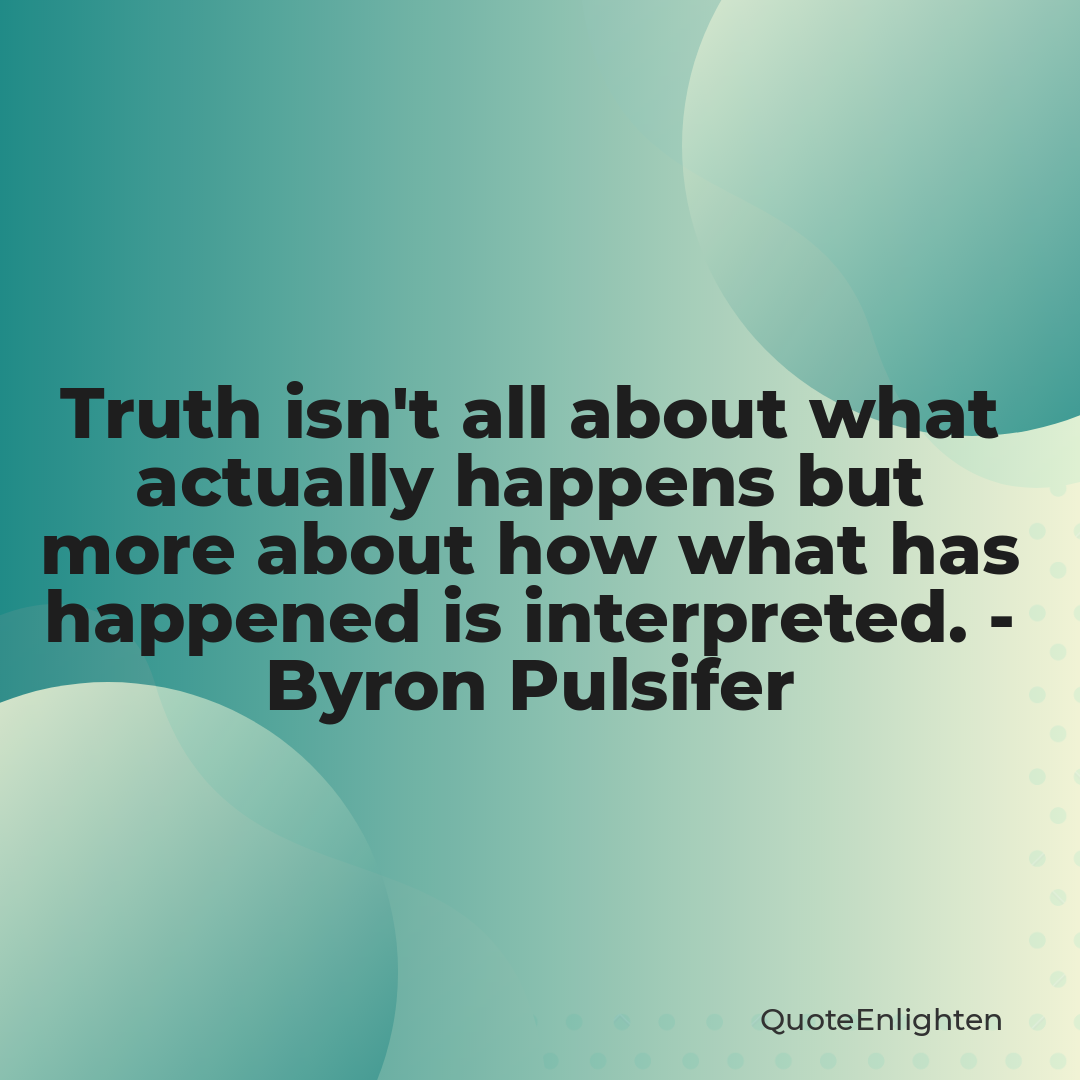 Truth isn't all about what
actually happens but
more about how what has
happened is interpreted. -
Byron Pulsifer
QuoteEnlighten